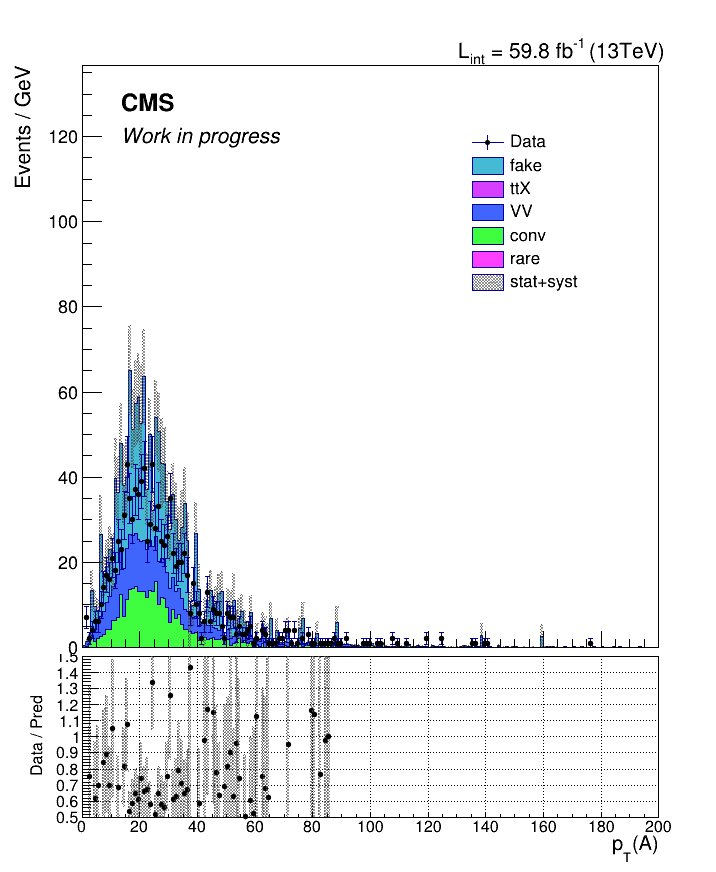 L_int = 59.8 fb^-1 (13TeV)
Events / GeV
CMS
Work in progress
120
100
80
60
40
20
0
Data
fake
ttX
VV
conv
rare
stat+syst
Data / Pred
1.5
1.4
1.3
1.2
1.1
1
0.9
0.8
0.7
0.6
0.5
0 20 40 60 80 100 120 140 160 180 200
p_T(A)